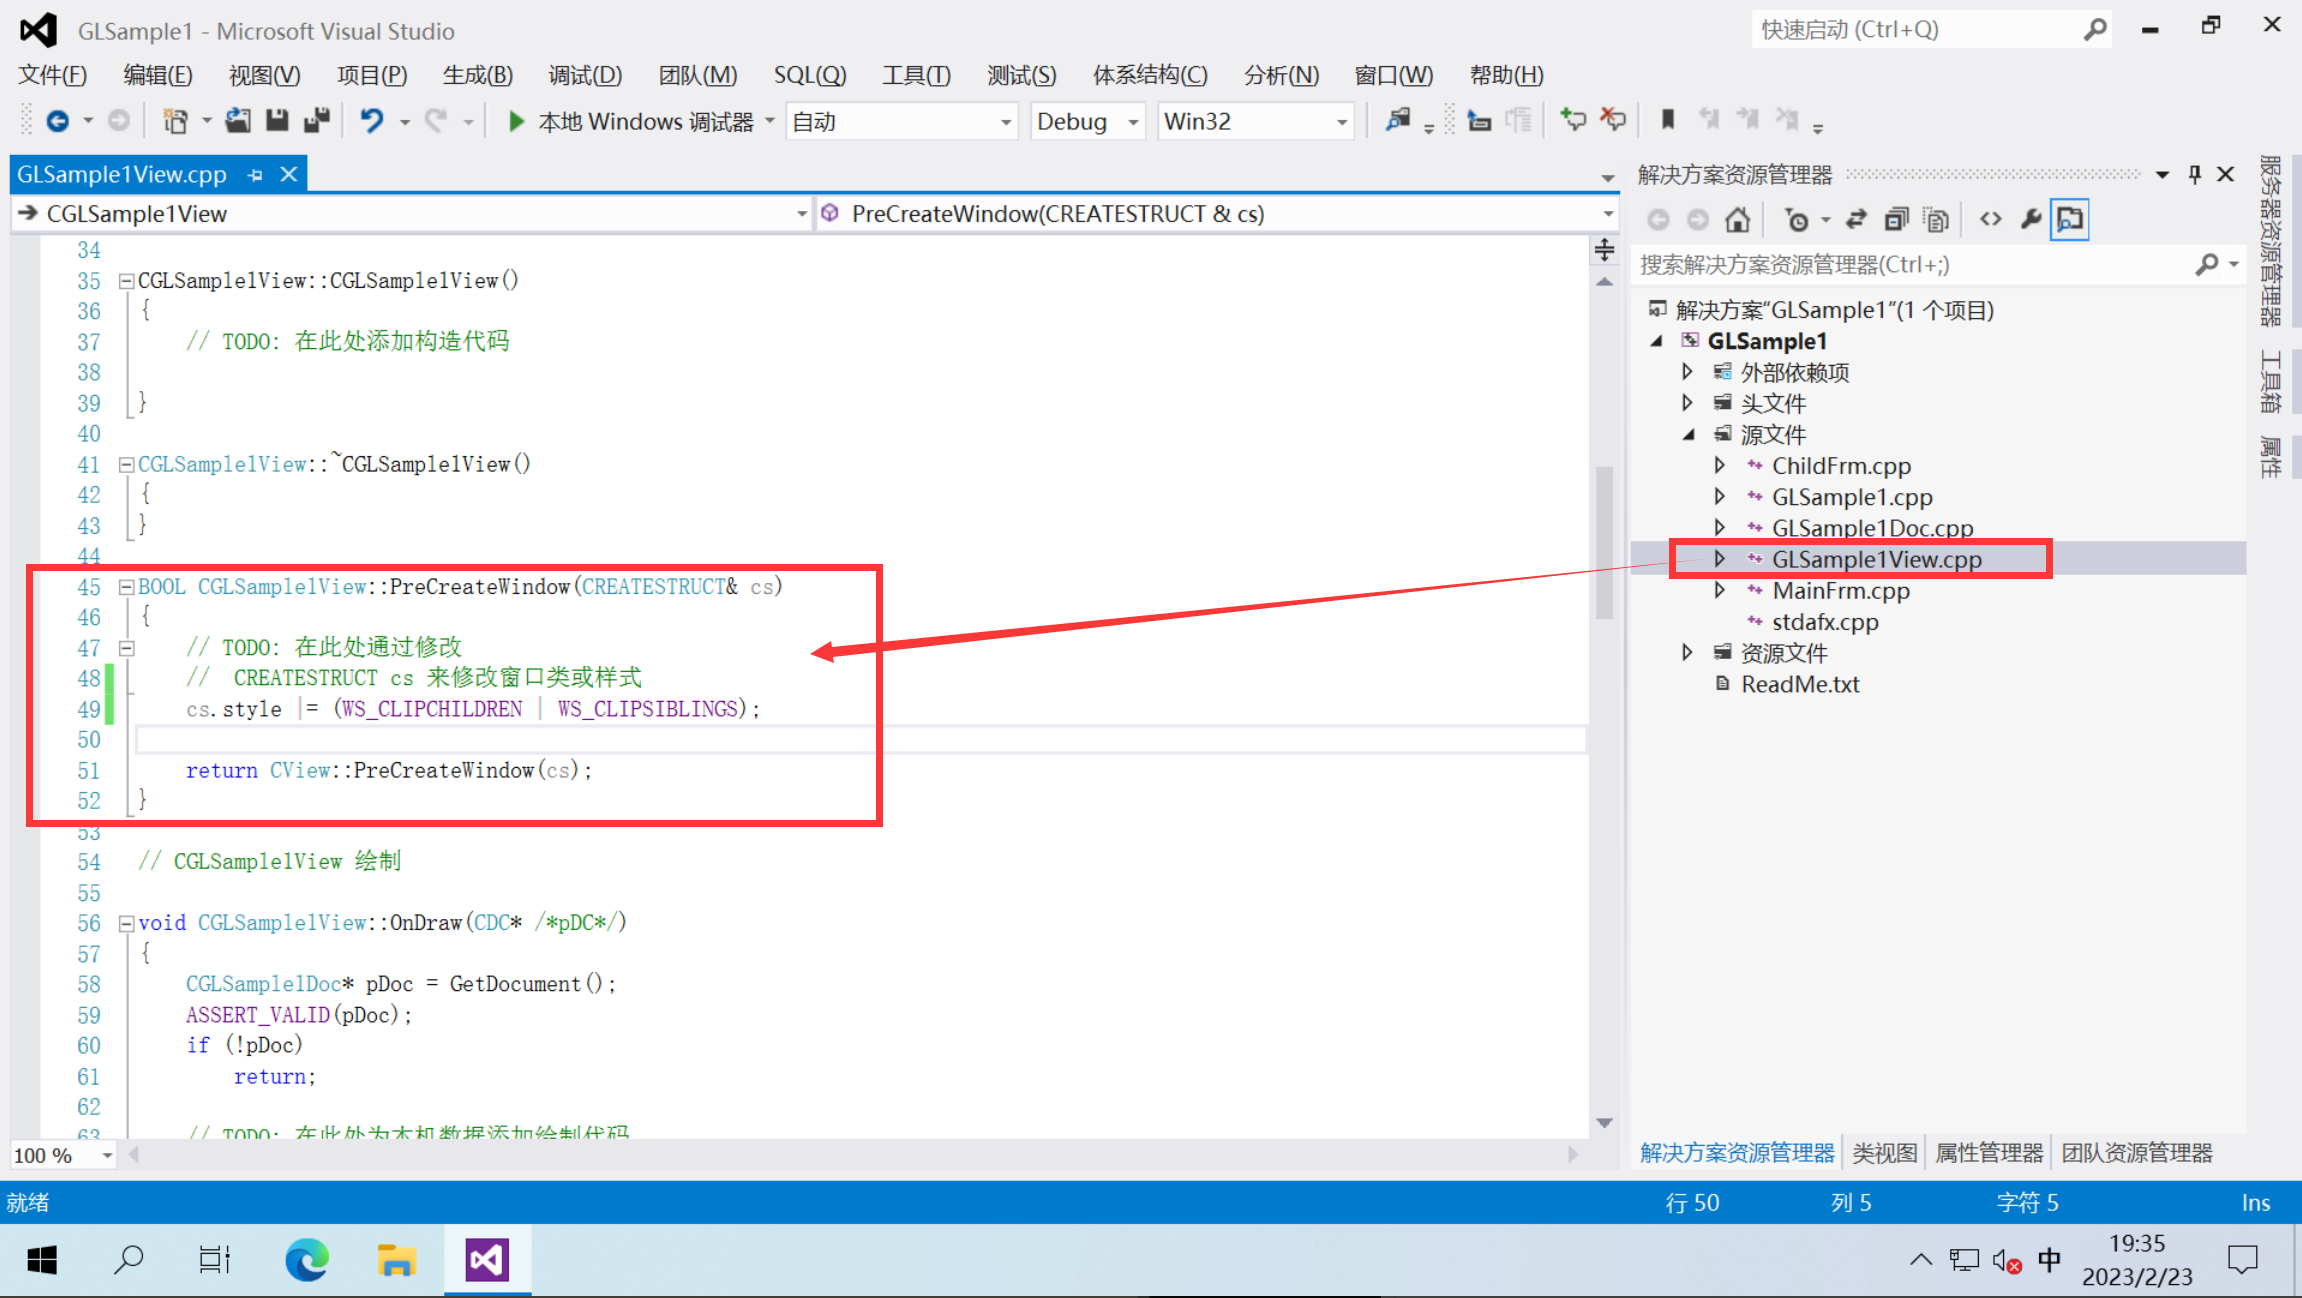 GLSample1 - Microsoft Visual Studio
快速启动 (Ctrl+Q)
文件(F) 编辑(E) 视图(V) 项目(P) 生成(B) 调试(D) 团队(M) SQL(Q) 工具(T) 测试(S) 体系结构(C) 分析(N) 窗口(W) 帮助(H)
本地 Windows 调试器 自动 Debug Win32
GLSample1View.cpp
CGLSample1View
PreCreateWindow(CREATESTRUCT & cs)
34
35 CGLSample1View::CGLSample1View()
36 {
37 // TODO: 在此处添加构造代码
38
39 }
40
41 CGLSample1View::~CGLSample1View()
42 {
43 }
44
45 BOOL CGLSample1View::PreCreateWindow(CREATESTRUCT& cs)
46 {
47 // TODO: 在此处通过修改
48 // CREATESTRUCT cs 来修改窗口类或样式
49 cs.style |= (WS_CLIPCHILDREN | WS_CLIPSIBLINGS);
50
51 return CView::PreCreateWindow(cs);
52 }
53
54 // CGLSample1View 绘制
55
56 void CGLSample1View::OnDraw(CDC* /*pDC*/)
57 {
58 CGLSample1Doc* pDoc = GetDocument();
59 ASSERT_VALID(pDoc);
60 if (!pDoc)
61 return;
62
63 // TODO: 在此处为本机数据添加绘制代码
100 %
解决方案资源管理器
搜索解决方案资源管理器(Ctrl+;)
解决方案“GLSample1”(1 个项目)
GLSample1
外部依赖项
头文件
源文件
ChildFrm.cpp
GLSample1.cpp
GLSample1Doc.cpp
GLSample1View.cpp
MainFrm.cpp
stdafx.cpp
资源文件
ReadMe.txt
解决方案资源管理器 类视图 属性管理器 团队资源管理器
服务器资源管理器
工具箱
属性
就绪 行 50 列 5 字符 5 Ins
中
19:35
2023/2/23